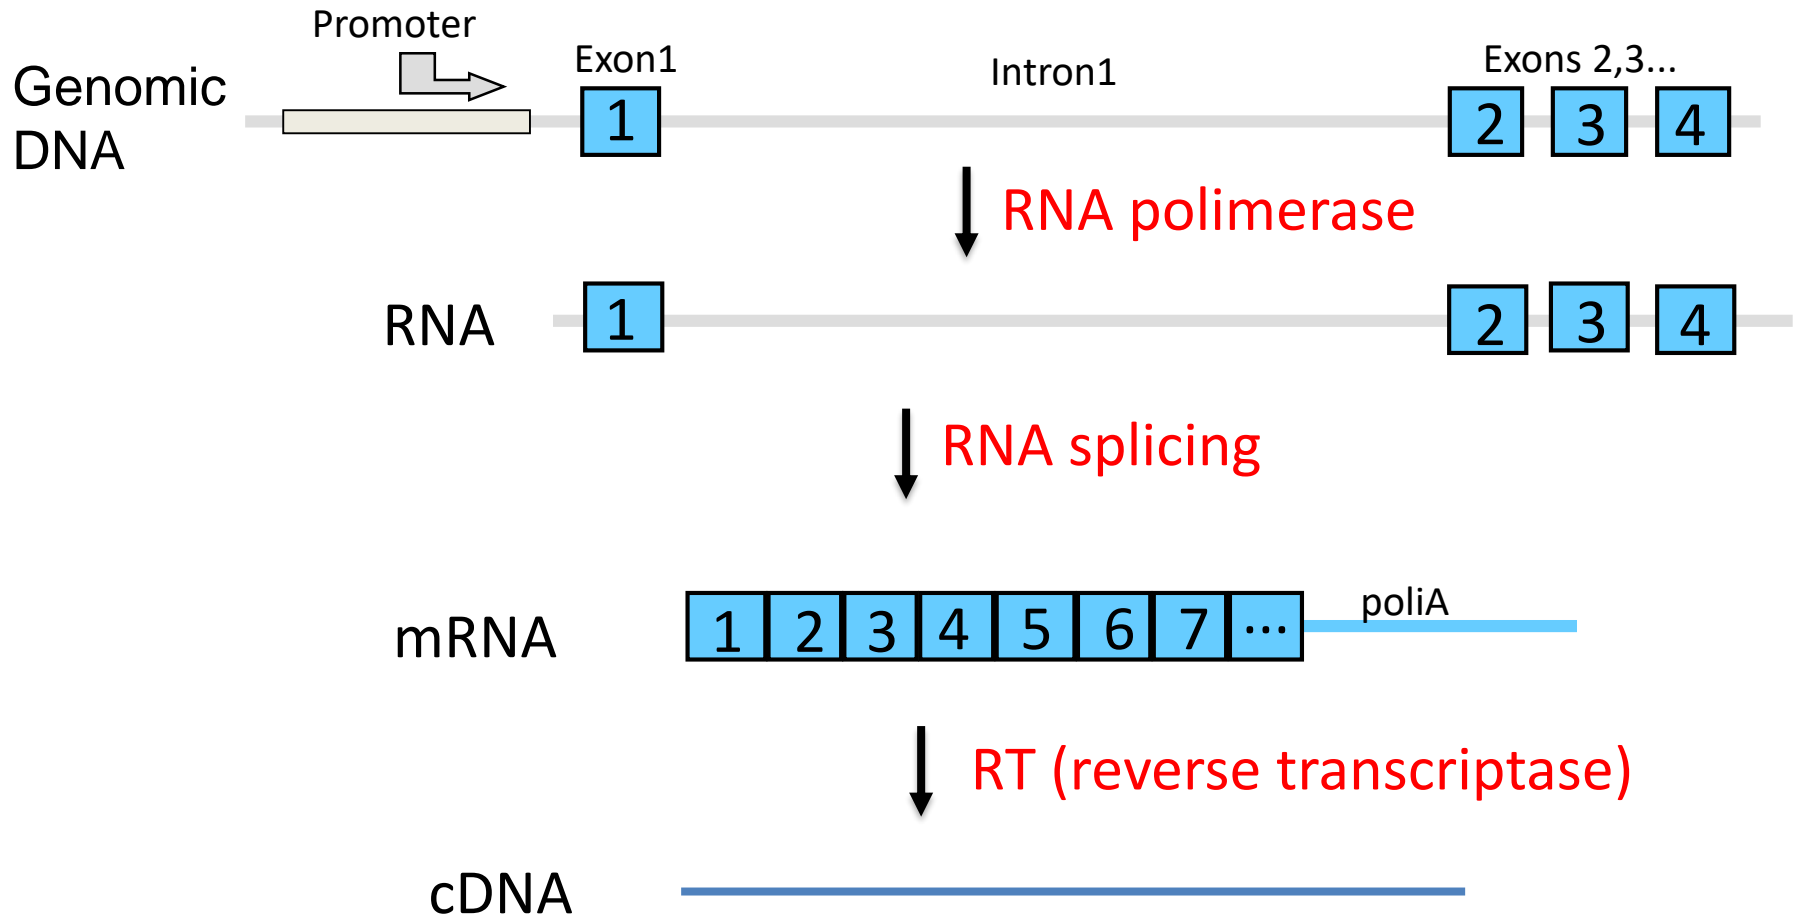 Promoter
Genomic
DNA
Exon1
Intron1
Exons 2,3...
1
2
3
4
RNA polimerase
RNA
1
2
3
4
RNA splicing
mRNA
1
2
3
4
5
6
7
...
poliA
RT (reverse transcriptase)
cDNA